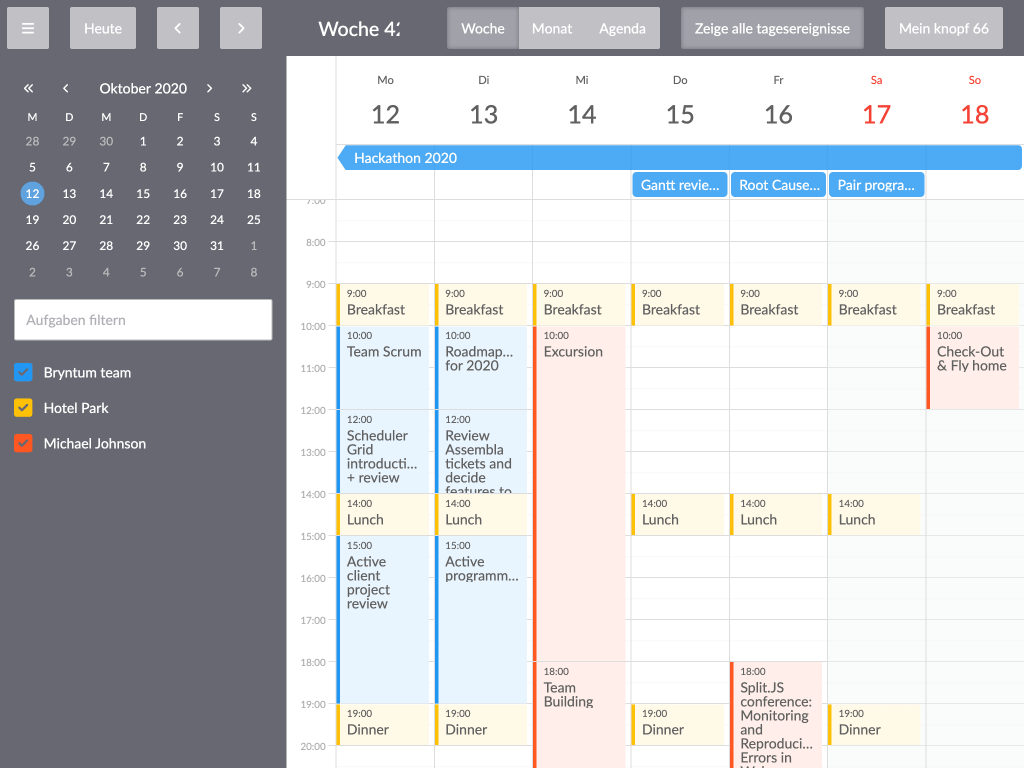 Heute
Woche 42
Woche Monat Agenda
Zeige alle tagesereignisse
Mein knopf 66
Oktober 2020
M D M D F S S
28 29 30 1 2 3 4
5 6 7 8 9 10 11
12 13 14 15 16 17 18
19 20 21 22 23 24 25
26 27 28 29 30 31 1
2 3 4 5 6 7 8
Aufgaben filtern
Bryntum team
Hotel Park
Michael Johnson
Mo Di Mi Do Fr Sa So
12 13 14 15 16 17 18
Hackathon 2020
Gantt revie... Root Cause... Pair progra...
7:00
8:00
9:00
10:00
11:00
12:00
13:00
14:00
15:00
16:00
17:00
18:00
19:00
20:00
9:00
Breakfast
10:00
Team Scrum
12:00
Scheduler
Grid
introducti...
+ review
14:00
Lunch
15:00
Active
client
project
review
19:00
Dinner
9:00
Breakfast
10:00
Roadmap...
for 2020
12:00
Review
Assembla
tickets and
decide
features to
14:00
Lunch
15:00
Active
programm...
19:00
Dinner
9:00
Breakfast
10:00
Excursion
18:00
Team
Building
9:00
Breakfast
14:00
Lunch
19:00
Dinner
9:00
Breakfast
14:00
Lunch
18:00
Split.JS
conference:
Monitoring
and
Reproduci...
Errors in
9:00
Breakfast
14:00
Lunch
19:00
Dinner
9:00
Breakfast
10:00
Check-Out
& Fly home